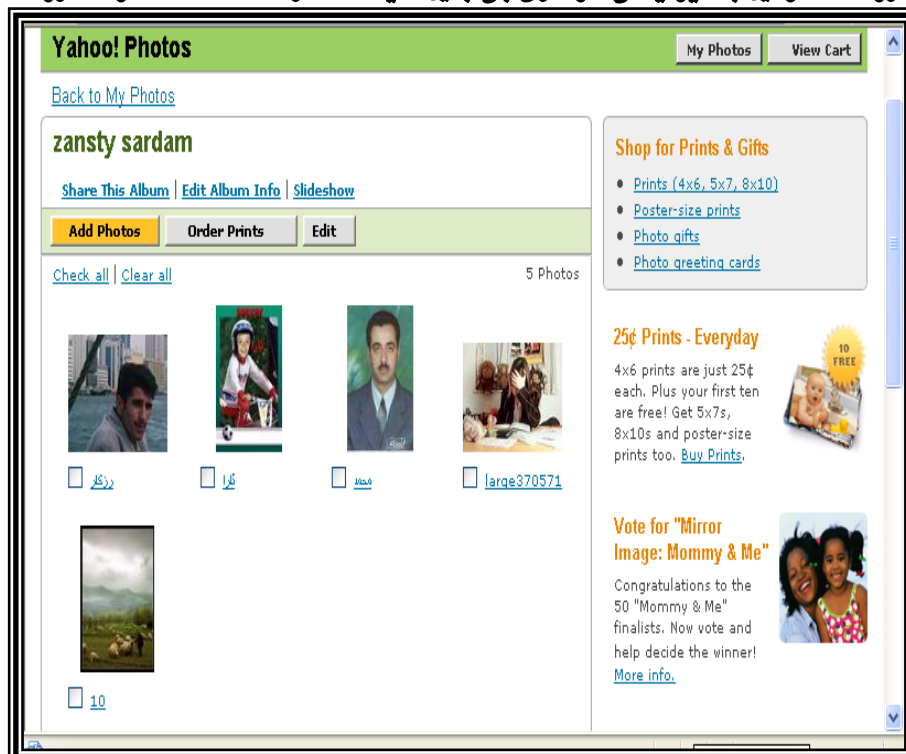 Yahoo! Photos
My Photos
View Cart
Back to My Photos
zansty sardam
Share This Album | Edit Album Info | Slideshow
Add Photos
Order Prints
Edit
Check all | Clear all
5 Photos
رزكار
ئارا
محمد
large370571
10
Shop for Prints & Gifts
Prints (4x6, 5x7, 8x10)
Poster-size prints
Photo gifts
Photo greeting cards
25¢ Prints - Everyday
4x6 prints are just 25¢
each. Plus your first ten
are free! Get 5x7s,
8x10s and poster-size
prints too. Buy Prints.
10
FREE
Vote for "Mirror
Image: Mommy & Me"
Congratulations to the
50 "Mommy & Me"
finalists. Now vote and
help decide the winner!
More info.